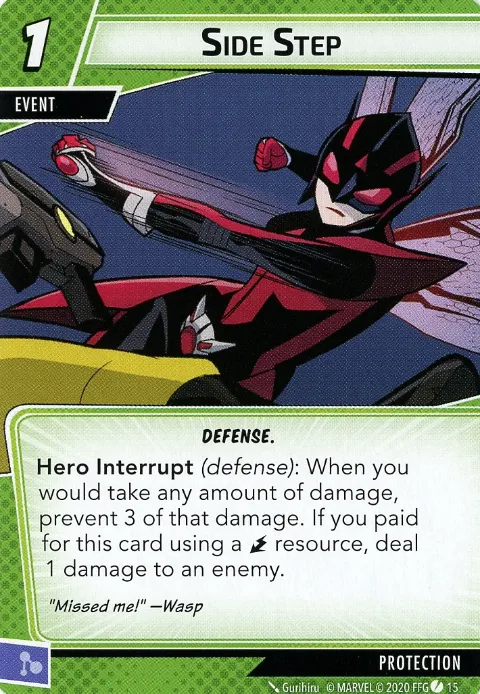 1
SIDE STEP
EVENT
DEFENSE.
Hero Interrupt (defense): When you
would take any amount of damage,
prevent 3 of that damage. If you paid
for this card using a resource, deal
1 damage to an enemy.
"Missed me!" —Wasp
PROTECTION
Gurihiru © MARVEL © 2020 FFG 15